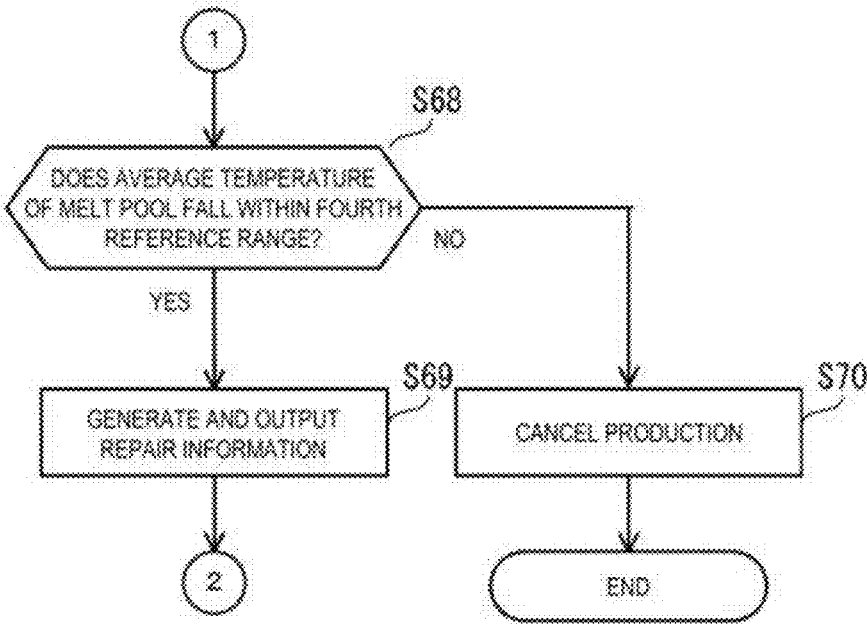 1
S68
DOES AVERAGE TEMPERATURE
OF MELT POOL FALL WITHIN FOURTH
REFERENCE RANGE?
NO
YES
S69
GENERATE AND OUTPUT
REPAIR INFORMATION
S70
CANCEL PRODUCTION
2
END